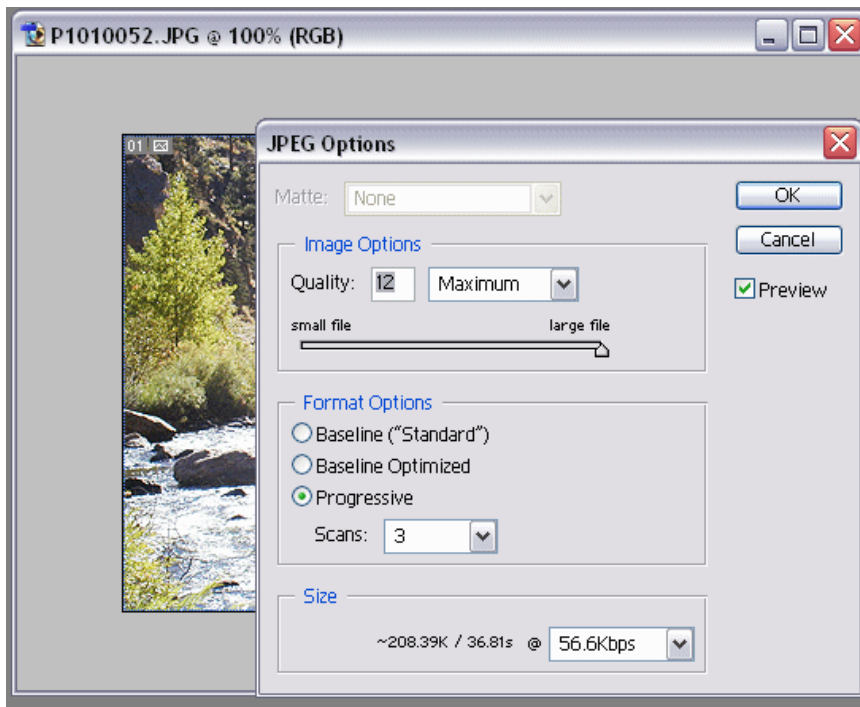 P1010052.JPG @ 100% (RGB)
01
JPEG Options
Matte: None
OK
Image Options
Cancel
Quality: 12 Maximum
Preview
small file large file
Format Options
Baseline ("Standard")
Baseline Optimized
Progressive
Scans: 3
Size
~208.39K / 36.81s @ 56.6Kbps